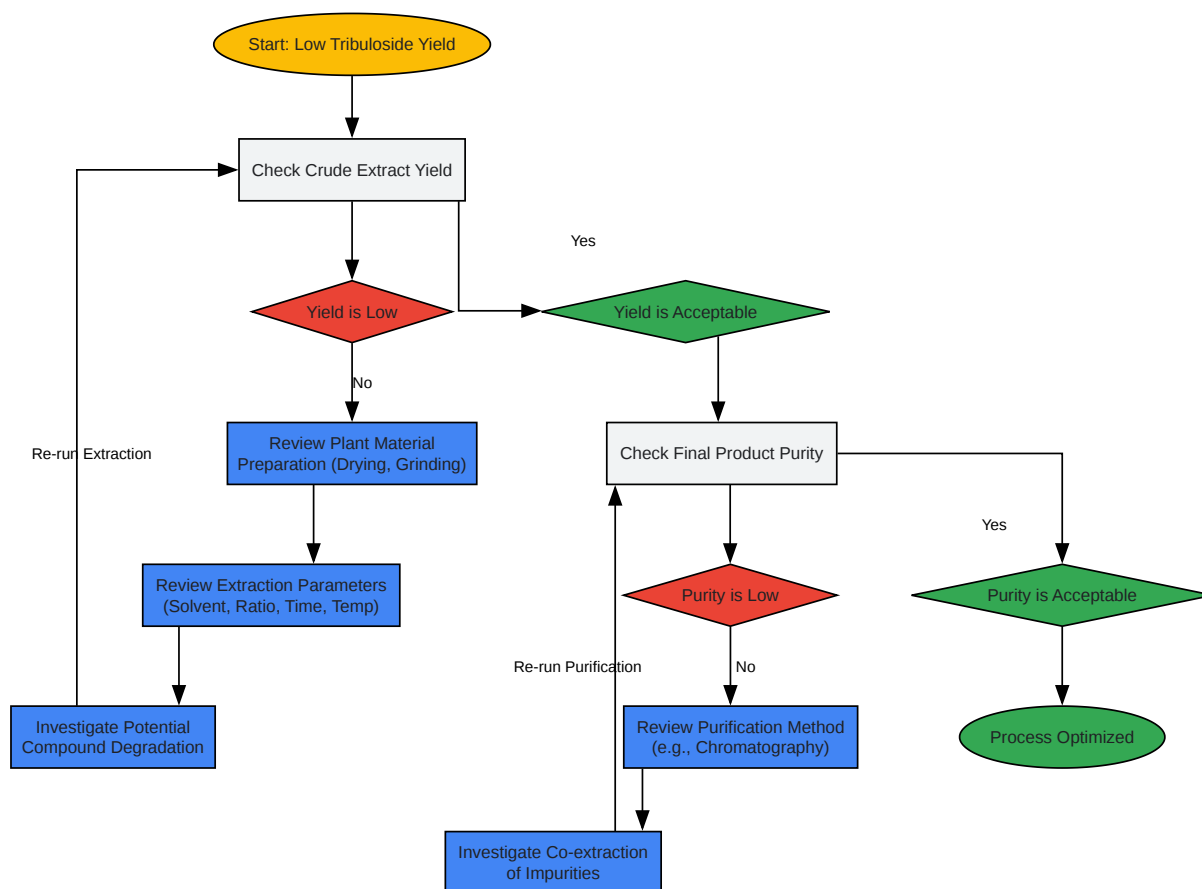 Start: Low Tribuloside Yield
Check Crude Extract Yield
Yes
Yield is Low
Yield is Acceptable
No
Review Plant Material
Preparation (Drying, Grinding)
Check Final Product Purity
Re-run Extraction
Yes
Review Extraction Parameters
(Solvent, Ratio, Time, Temp)
Purity is Low
Purity is Acceptable
Re-run Purification
No
Investigate Potential
Compound Degradation
Review Purification Method
(e.g., Chromatography)
Process Optimized
Investigate Co-extraction
of Impurities